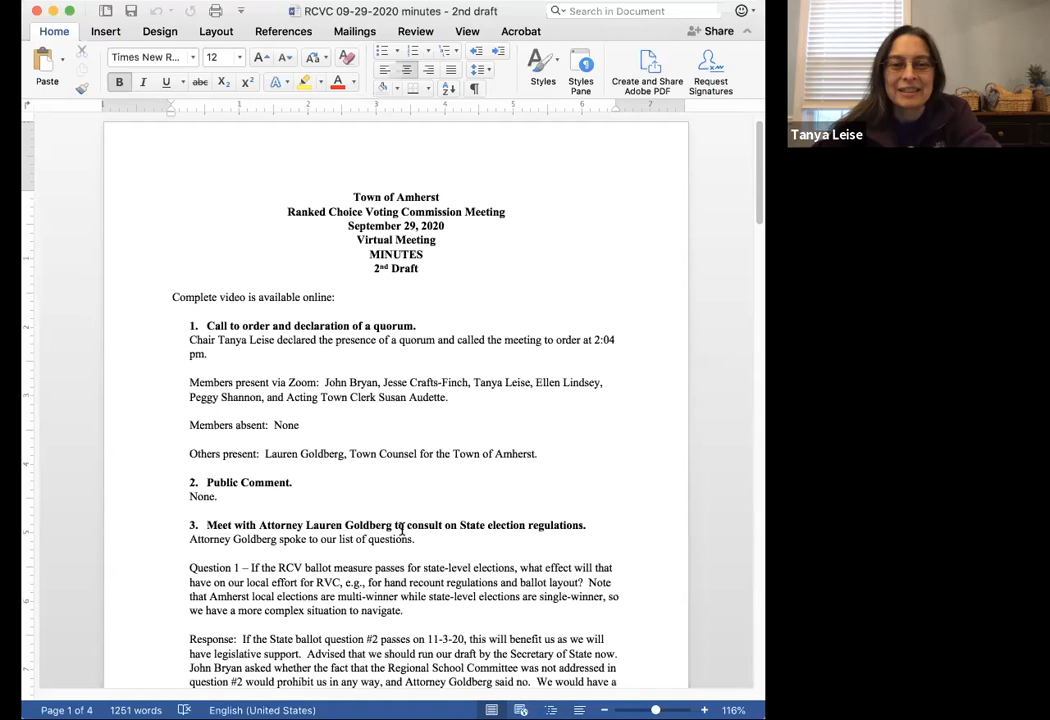 RCVC 09-29-2020 minutes - 2nd draft
Search in Document
Home Insert Design Layout References Mailings Review View Acrobat Share
Times New R... 12
Paste
B I U abc X2 X2 A A
Styles Styles Pane Create and Share Adobe PDF Request Signatures
1 1 2 3 4 5 6 7
Tanya Leise
Town of Amherst
Ranked Choice Voting Commission Meeting
September 29, 2020
Virtual Meeting
MINUTES
2nd Draft
Complete video is available online:
1. Call to order and declaration of a quorum.
Chair Tanya Leise declared the presence of a quorum and called the meeting to order at 2:04
pm.
Members present via Zoom: John Bryan, Jesse Crafts-Finch, Tanya Leise, Ellen Lindsey,
Peggy Shannon, and Acting Town Clerk Susan Audette.
Members absent: None
Others present: Lauren Goldberg, Town Counsel for the Town of Amherst.
2. Public Comment.
None.
3. Meet with Attorney Lauren Goldberg to consult on State election regulations.
Attorney Goldberg spoke to our list of questions.
Question 1 – If the RCV ballot measure passes for state-level elections, what effect will that
have on our local effort for RVC, e.g., for hand recount regulations and ballot layout? Note
that Amherst local elections are multi-winner while state-level elections are single-winner, so
we have a more complex situation to navigate.
Response: If the State ballot question #2 passes on 11-3-20, this will benefit us as we will
have legislative support. Advised that we should run our draft by the Secretary of State now.
John Bryan asked whether the fact that the Regional School Committee was not addressed in
question #2 would prohibit us in any way, and Attorney Goldberg said no. We would have a
Page 1 of 4 1251 words English (United States) 116%